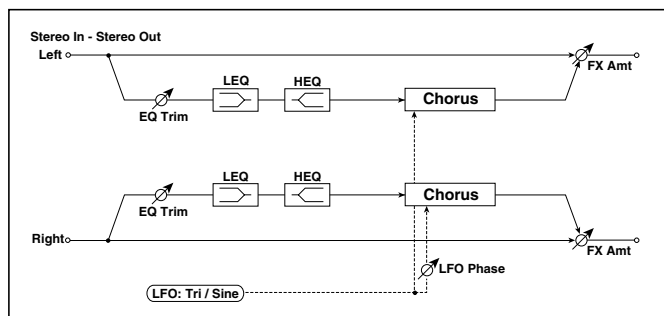 Stereo In - Stereo Out
Left
FX Amt
EQ Trim
LEQ
HEQ
Chorus
EQ Trim
LEQ
HEQ
Chorus
Right
FX Amt
LFO Phase
LFO: Tri / Sine